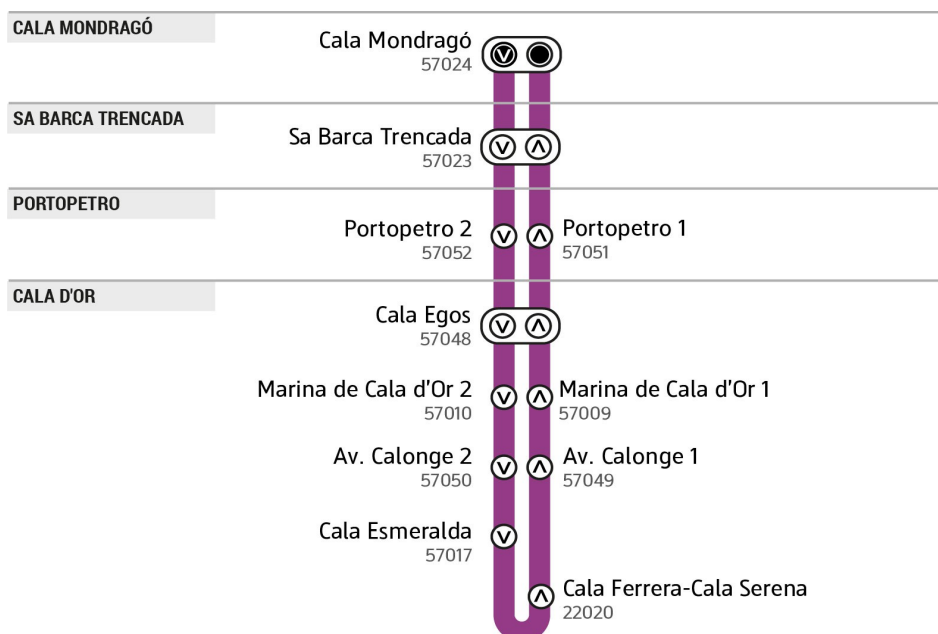 CALA MONDRAGÓ
Cala Mondragó
57024
SA BARCA TRENCADA
Sa Barca Trencada
57023
PORTOPETRO
Portopetro 2
57052
Portopetro 1
57051
CALA D'OR
Cala Egos
57048
Marina de Cala d'Or 2
57010
Marina de Cala d'Or 1
57009
Av. Calonge 2
57050
Av. Calonge 1
57049
Cala Esmeralda
57017
Cala Ferrera-Cala Serena
22020